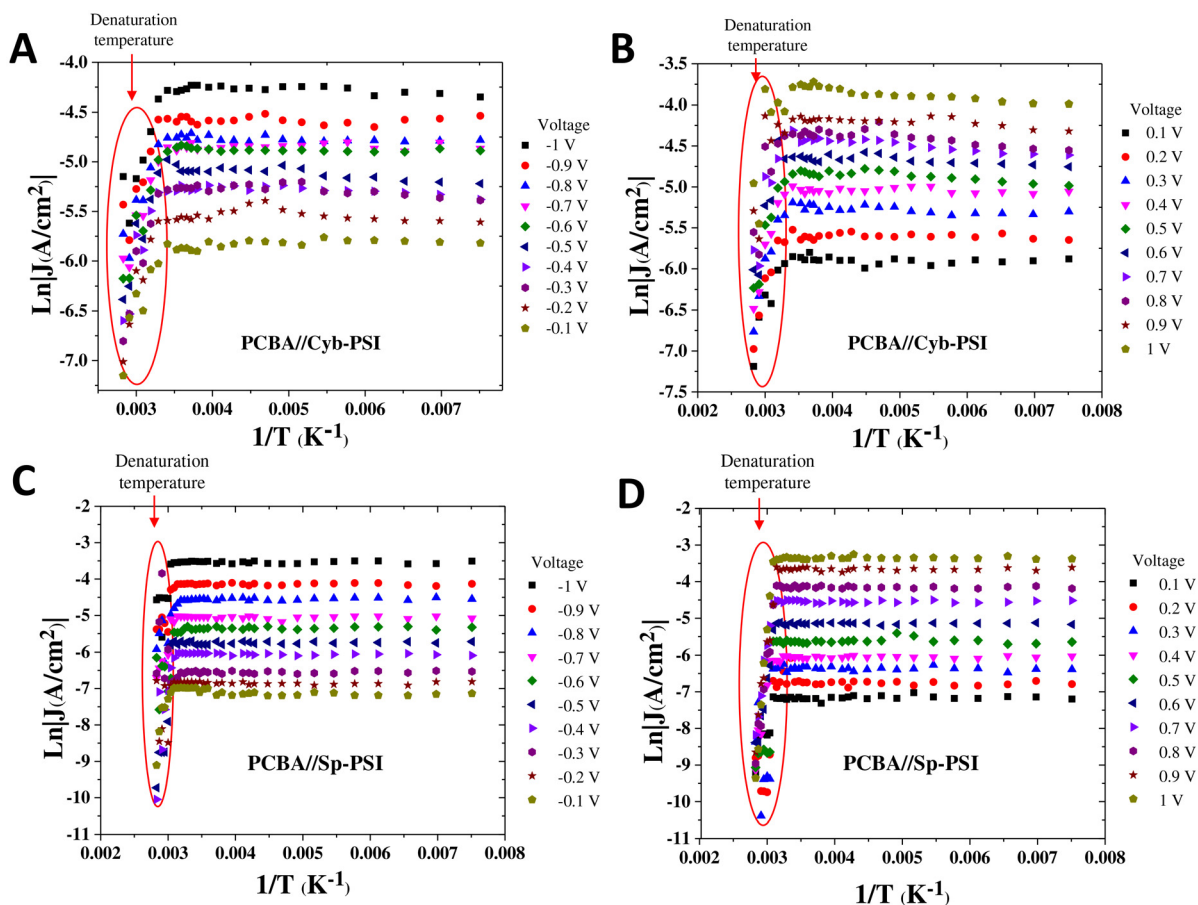 A
Denaturation
temperature
Ln|J(A/cm²)|
-4.0
-4.5
-5.0
-5.5
-6.0
-6.5
-7.0
0.003 0.004 0.005 0.006 0.007
1/T (K⁻¹)
PCBA//Cyb-PSI
Voltage
-1 V
-0.9 V
-0.8 V
-0.7 V
-0.6 V
-0.5 V
-0.4 V
-0.3 V
-0.2 V
-0.1 V
B
Denaturation
temperature
Ln|J(A/cm²)|
-3.5
-4.0
-4.5
-5.0
-5.5
-6.0
-6.5
-7.0
-7.5
0.002 0.003 0.004 0.005 0.006 0.007 0.008
1/T (K⁻¹)
PCBA//Cyb-PSI
Voltage
0.1 V
0.2 V
0.3 V
0.4 V
0.5 V
0.6 V
0.7 V
0.8 V
0.9 V
1 V
C
Denaturation
temperature
Ln|J(A/cm²)|
-2
-3
-4
-5
-6
-7
-8
-9
-10
-11
0.002 0.003 0.004 0.005 0.006 0.007 0.008
1/T (K⁻¹)
PCBA//Sp-PSI
Voltage
-1 V
-0.9 V
-0.8 V
-0.7 V
-0.6 V
-0.5 V
-0.4 V
-0.3 V
-0.2 V
-0.1 V
D
Denaturation
temperature
Ln|J(A/cm²)|
-2
-3
-4
-5
-6
-7
-8
-9
-10
-11
0.002 0.003 0.004 0.005 0.006 0.007 0.008
1/T (K⁻¹)
PCBA//Sp-PSI
Voltage
0.1 V
0.2 V
0.3 V
0.4 V
0.5 V
0.6 V
0.7 V
0.8 V
0.9 V
1 V